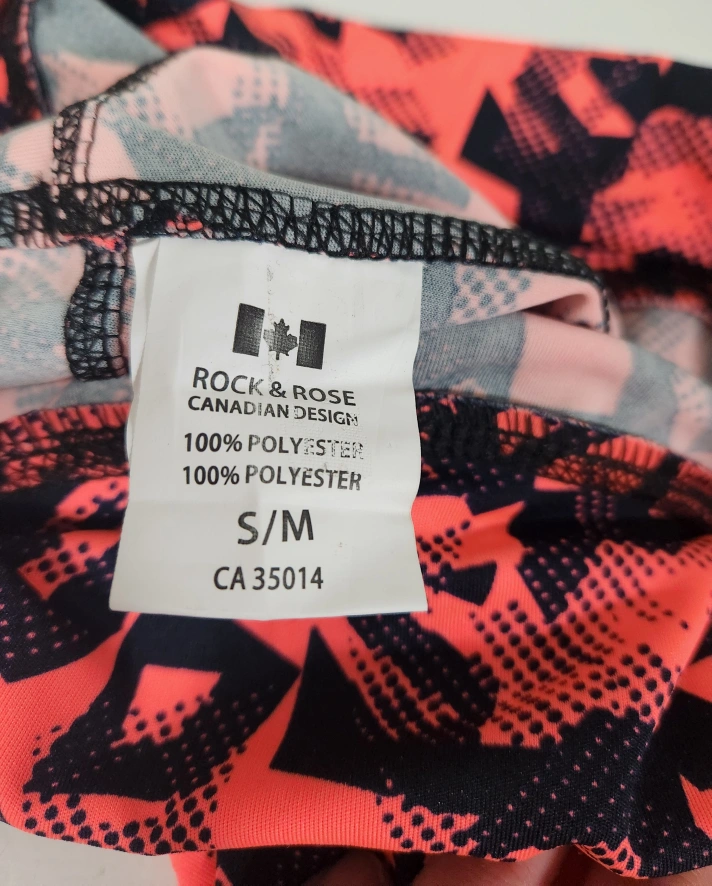 ROCK & ROSE
CANADIAN DESIGN
100% POLYESTER
100% POLYESTER
S/M
CA 35014